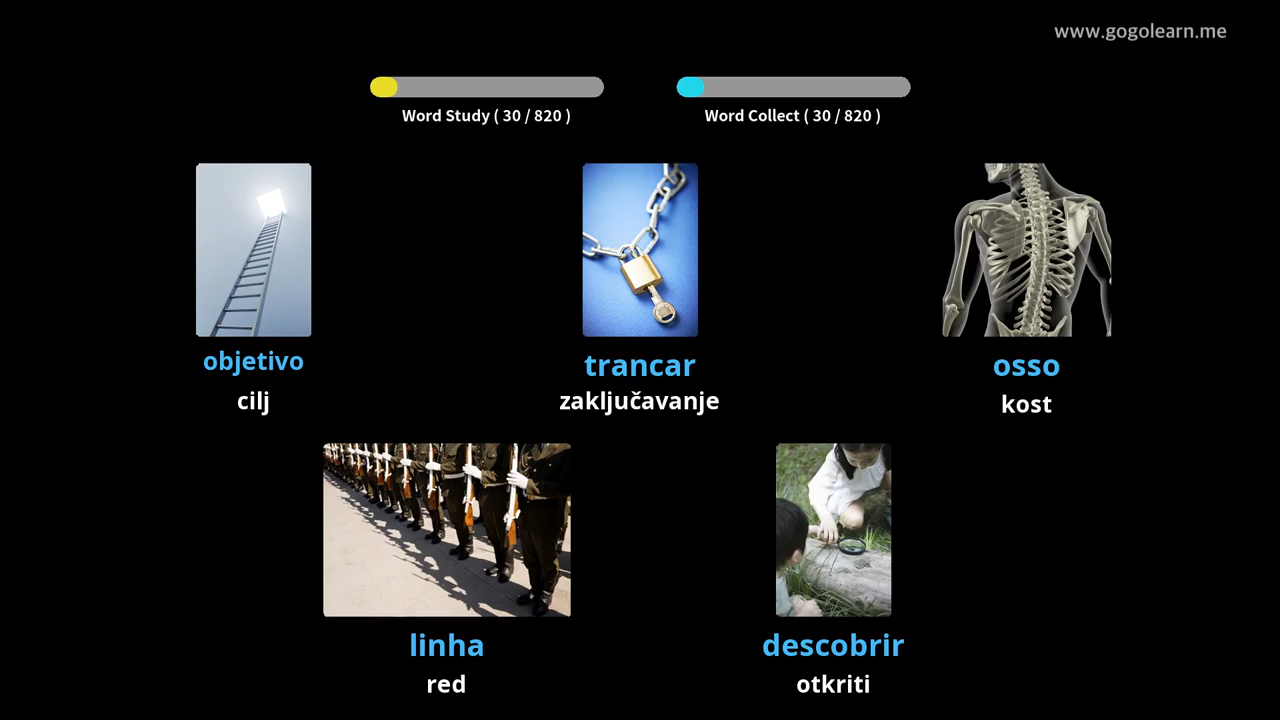 www.gogolearn.me
Word Study ( 30 / 820 )
Word Collect ( 30 / 820 )
objetivo
cilj
trancar
zaključavanje
osso
kost
linha
red
descobrir
otkriti